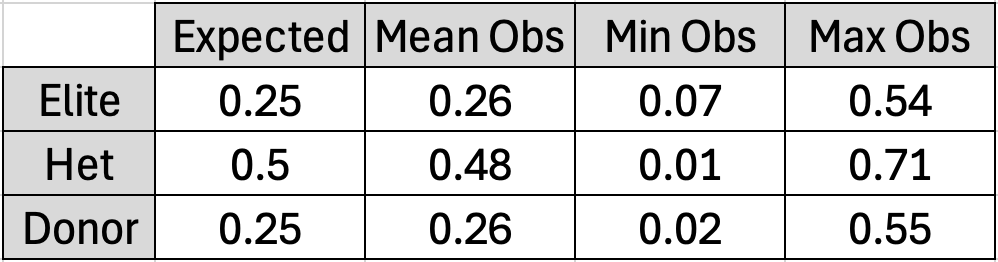 Expected Mean Obs Min Obs Max Obs
Elite 0.25 0.26 0.07 0.54
Het 0.5 0.48 0.01 0.71
Donor 0.25 0.26 0.02 0.55